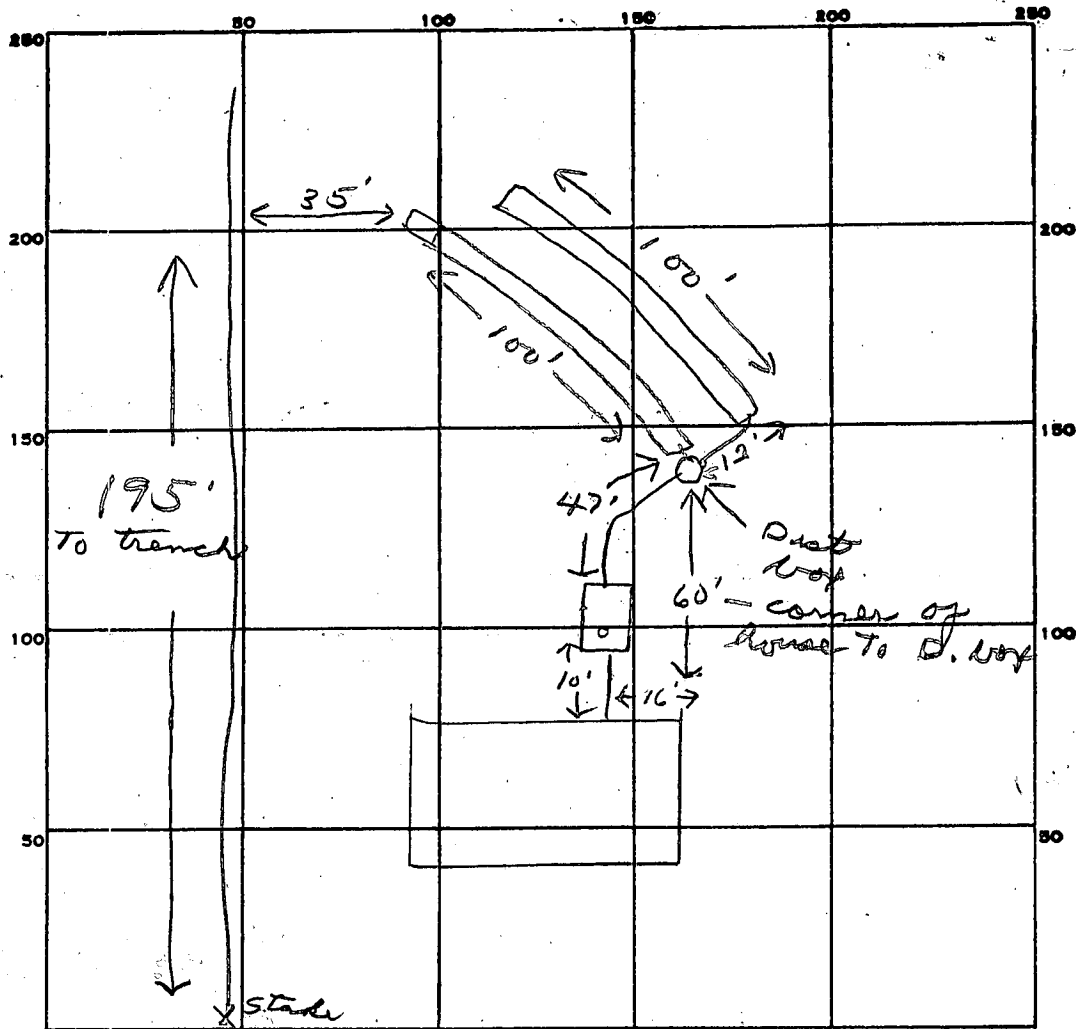 50 100 150 200 250
250
35'
200 200
100'
100'
150 150
12'
195'
To trench
47'
Dist
box
60' - corner of
house To D. box
100 100
10'
16'
50 50
X Stake